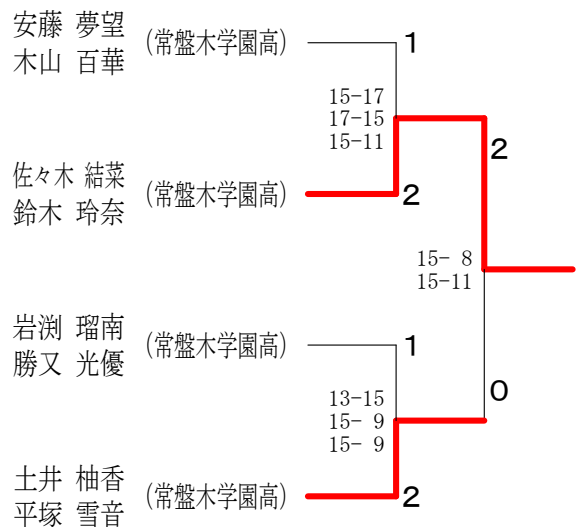 安藤 夢望
木山 百華
(常盤木学園高)
1
15-17
17-15
15-11
2
佐々木 結菜
鈴木 玲奈
(常盤木学園高)
2
15- 8
15-11
岩渕 瑠南
勝又 光優
(常盤木学園高)
1
0
13-15
15- 9
15- 9
土井 柚香
平塚 雪音
(常盤木学園高)
2